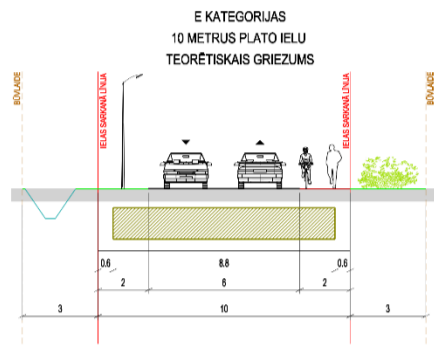 E KATEGORIJAS
10 METRUS PLATO IELU
TEORĒTISKAIS GRIEZUMS
BŪVLAIDE
IELAS SARKANĀ LĪNIJA
IELAS SARKANĀ LĪNIJA
BŪVLAIDE
0.6 8.8 0.6
2 6 2
3 10 3